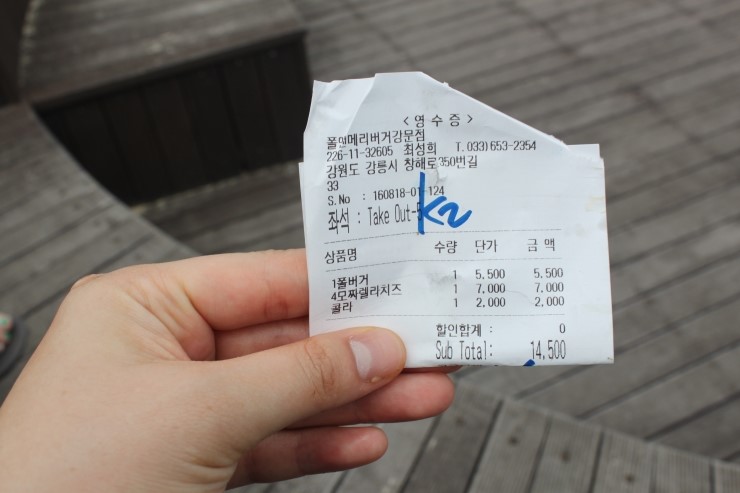 <영수증>
폴앤메리버거강문점
226-11-32605 최성희 T.033)653-2354
강원도 강릉시 창해로350번길
33
S.No : 160818-01-124
좌석 : Take Out-
K2
상품명 수량 단가 금액
1폴버거 1 5,500 5,500
4모짜렐라치즈 1 7,000 7,000
콜라 1 2,000 2,000
할인합계 : 0
Sub Total: 14,500